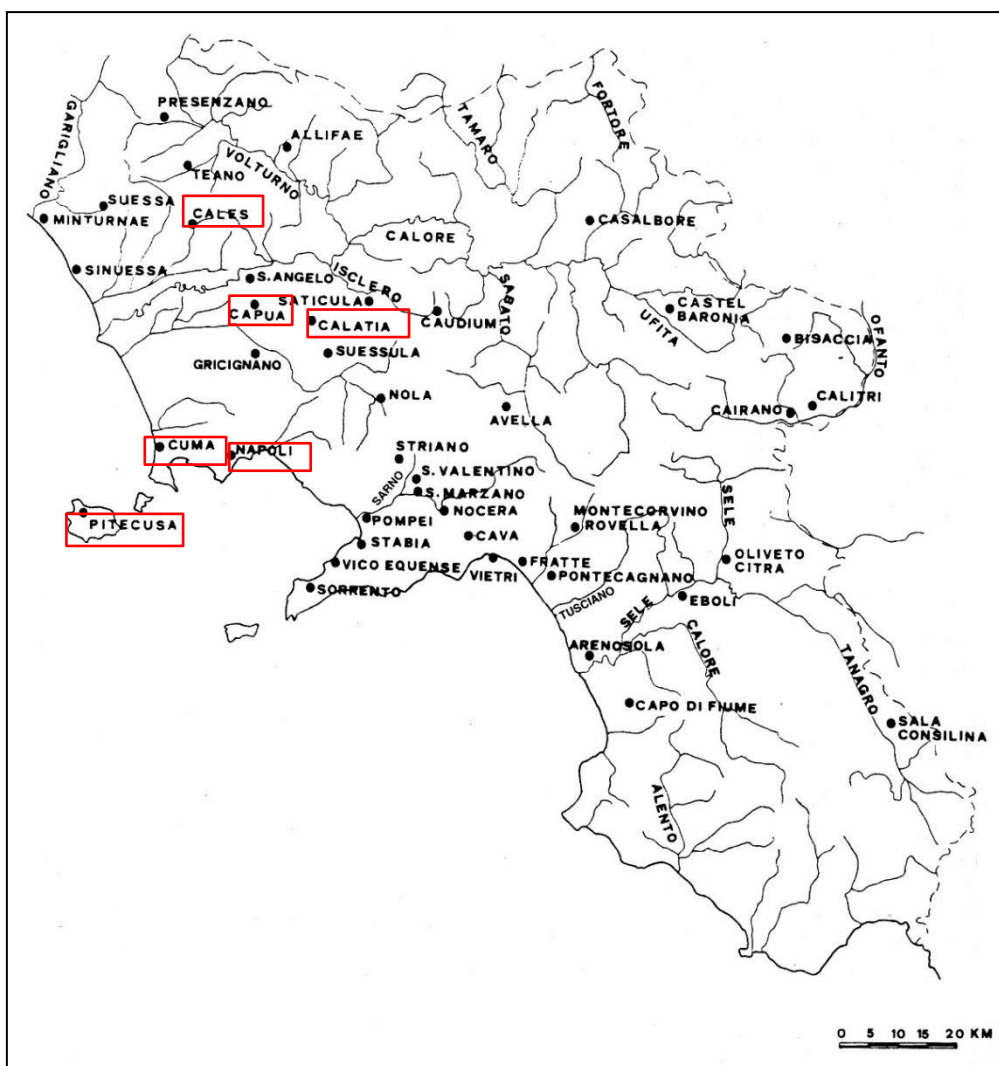 PRESENZANO
GARIGLIANO
ALLIFAE
VOLTURNO
TEANO
TAMARO
FORTORE
SUESSA
CALES
MINTURNAE
CASALBORE
CALORE
SINUESSA
S. ANGELO
ISCLERO
SABATO
SATICULA
CAPUA
CALATIA
CAUDIUM
CASTEL
BARONIA
UFITA
OFANTO
BISACCIA
GRICIGNANO
SUESSULA
NOLA
AVELLA
CAIRANO
CALITRI
CUMA
NAPOLI
STRIANO
S. VALENTINO
SARNO
S. MARZANO
SELE
PITECUSA
POMPEI
NOCERA
MONTECORVINO
ROVELLA
STABIA
CAVA
VICO EQUENSE
VIETRI
FRATTE
OLIVETO
CITRA
SORRENTO
PONTECAGNANO
TUSCIANO
SELE
EBOLI
ARENOSOLA
CALORE
TANAGRO
CAPO DI FIUME
SALA
CONSILINA
ALENTO
0 5 10 15 20 KM